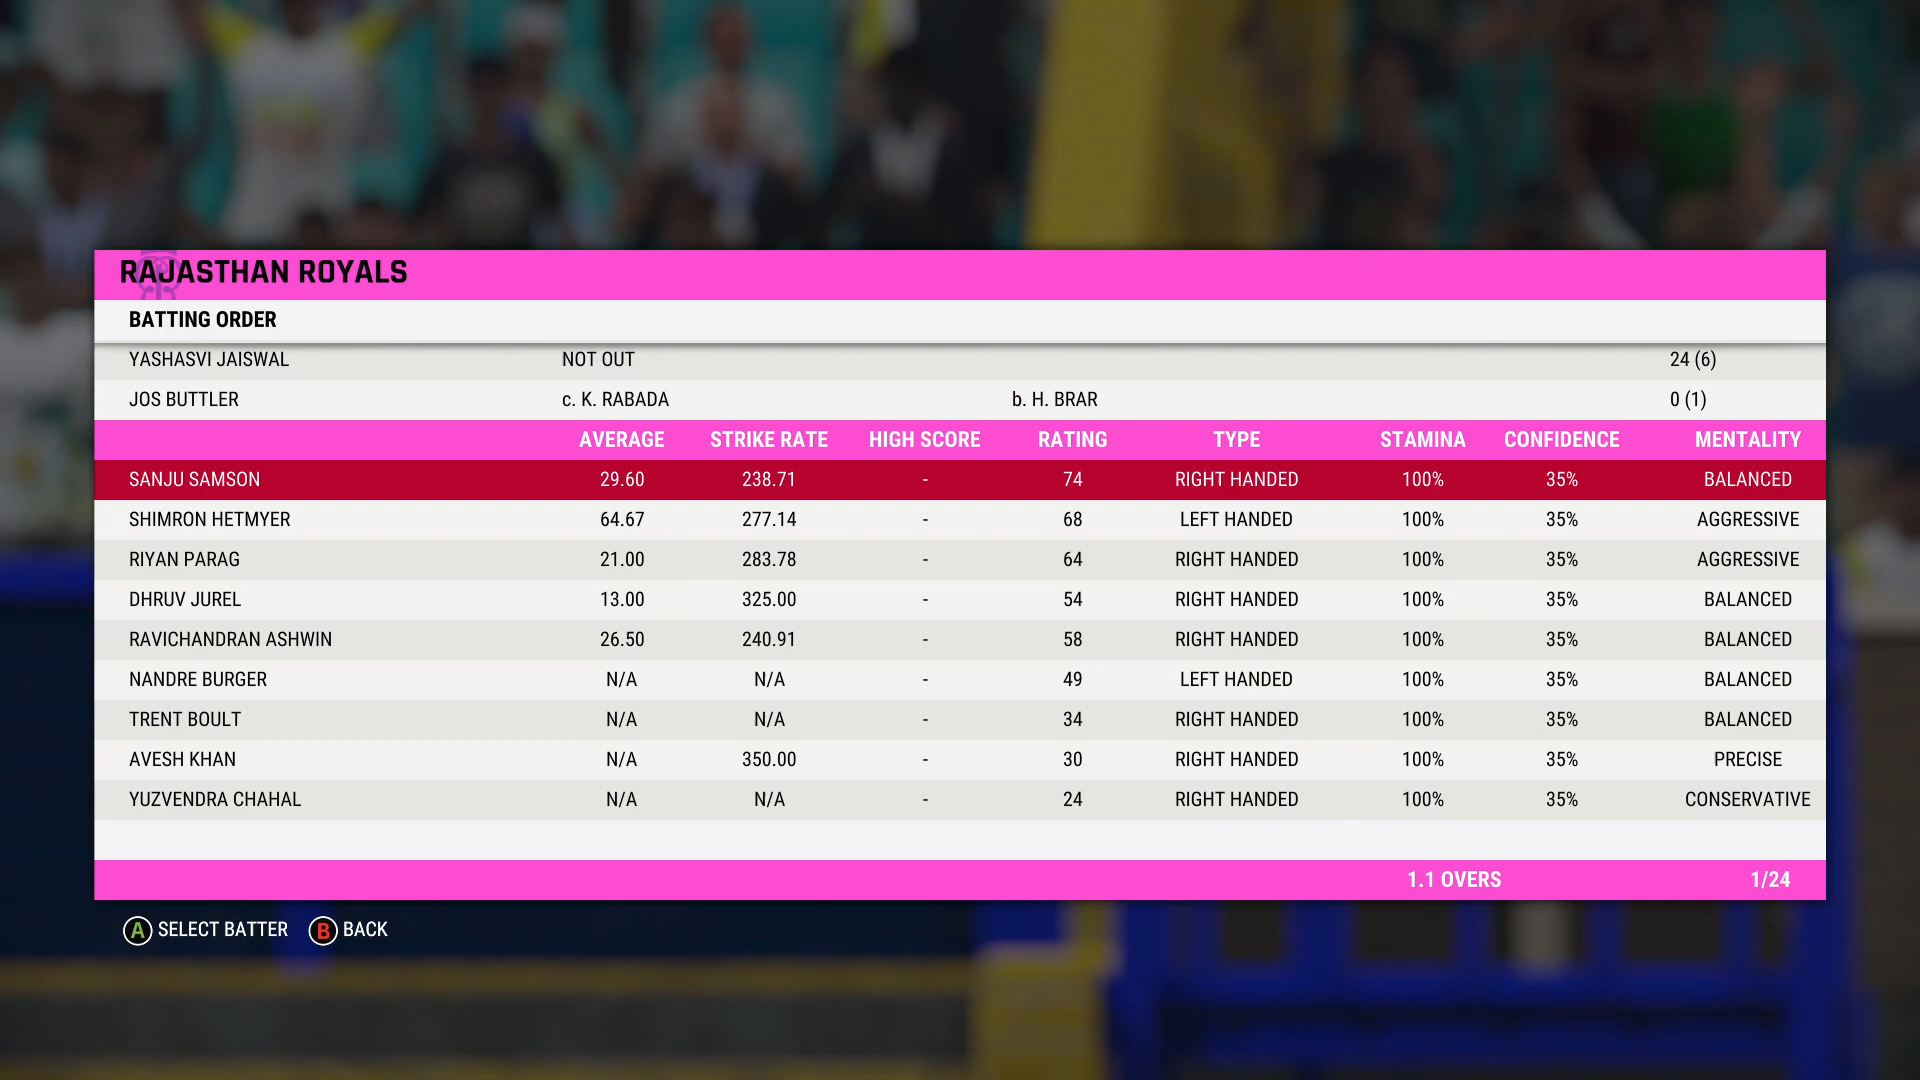 RAJASTHAN ROYALS
BATTING ORDER
YASHASVI JAISWAL NOT OUT 24 (6)
JOS BUTTLER c. K. RABADA b. H. BRAR 0 (1)
AVERAGE STRIKE RATE HIGH SCORE RATING TYPE STAMINA CONFIDENCE MENTALITY
SANJU SAMSON 29.60 238.71 - 74 RIGHT HANDED 100% 35% BALANCED
SHIMRON HETMYER 64.67 277.14 - 68 LEFT HANDED 100% 35% AGGRESSIVE
RIYAN PARAG 21.00 283.78 - 64 RIGHT HANDED 100% 35% AGGRESSIVE
DHRUV JUREL 13.00 325.00 - 54 RIGHT HANDED 100% 35% BALANCED
RAVICHANDRAN ASHWIN 26.50 240.91 - 58 RIGHT HANDED 100% 35% BALANCED
NANDRE BURGER N/A N/A - 49 LEFT HANDED 100% 35% BALANCED
TRENT BOULT N/A N/A - 34 RIGHT HANDED 100% 35% BALANCED
AVESH KHAN N/A 350.00 - 30 RIGHT HANDED 100% 35% PRECISE
YUZVENDRA CHAHAL N/A N/A - 24 RIGHT HANDED 100% 35% CONSERVATIVE
1.1 OVERS 1/24
A SELECT BATTER B BACK